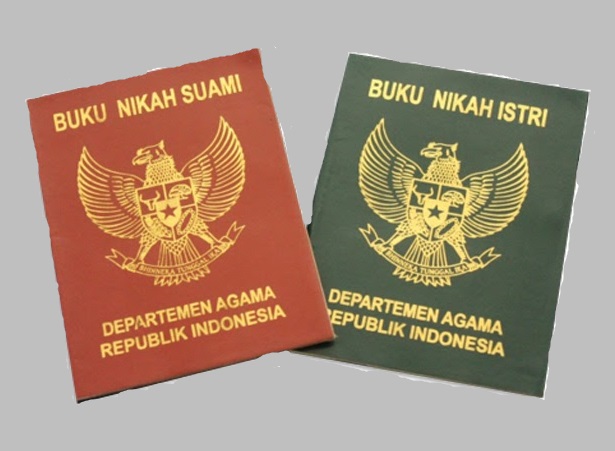 BUKU NIKAH SUAMI
BHINNEKA TUNGGAL IKA
DEPARTEMEN AGAMA
REPUBLIK INDONESIA
BUKU NIKAH ISTRI
BHINNEKA TUNGGAL IKA
DEPARTEMEN AGAMA
REPUBLIK INDONESIA